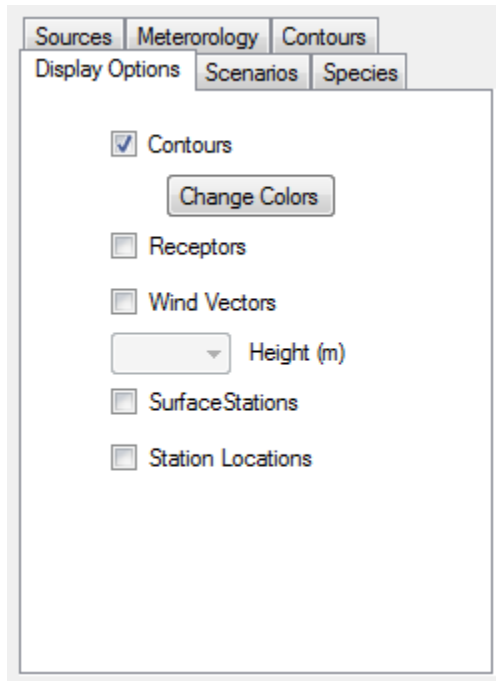 Sources Meterorology Contours
Display Options Scenarios Species
Contours
Change Colors
Receptors
Wind Vectors
Height (m)
SurfaceStations
Station Locations